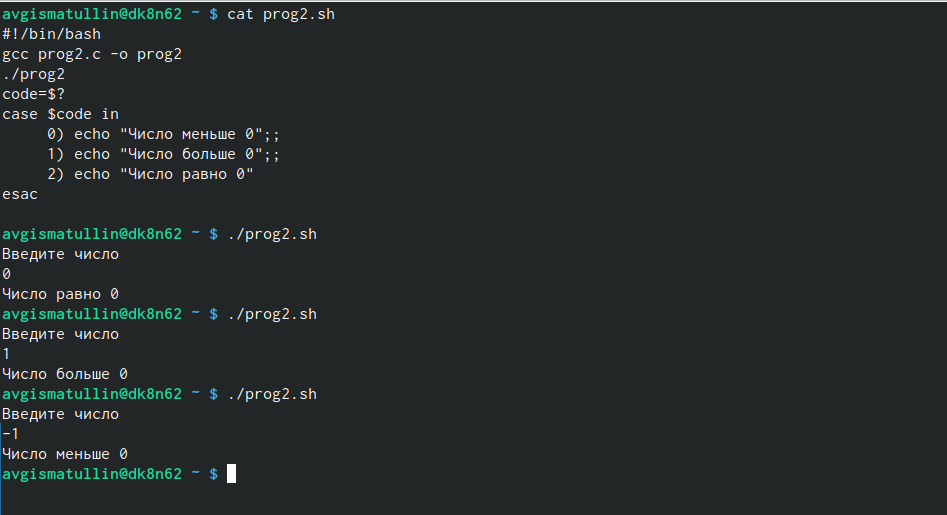 avgismatullin@dk8n62 ~ $ cat prog2.sh
#!/bin/bash
gcc prog2.c -o prog2
./prog2
code=$?
case $code in
     0) echo "Число меньше 0";;
     1) echo "Число больше 0";;
     2) echo "Число равно 0"
esac

avgismatullin@dk8n62 ~ $ ./prog2.sh
Введите число
0
Число равно 0
avgismatullin@dk8n62 ~ $ ./prog2.sh
Введите число
1
Число больше 0
avgismatullin@dk8n62 ~ $ ./prog2.sh
Введите число
-1
Число меньше 0
avgismatullin@dk8n62 ~ $